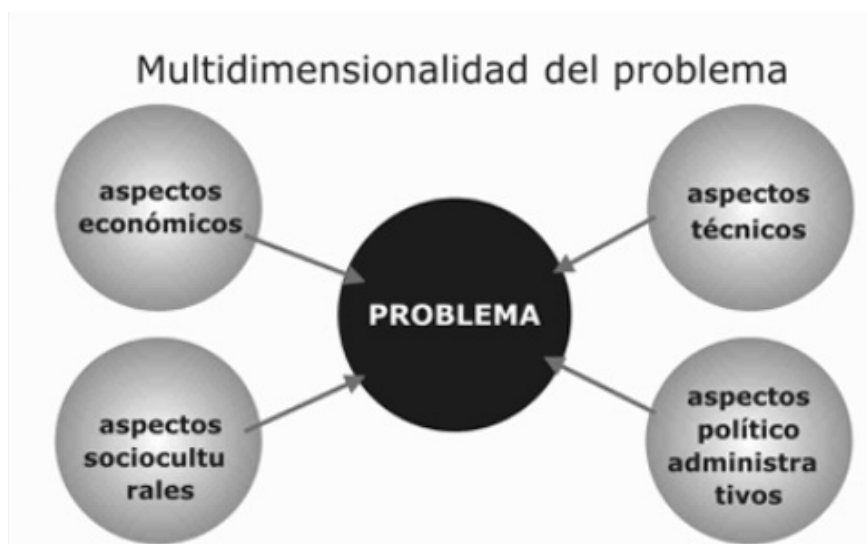 Multidimensionalidad del problema
aspectos
económicos
aspectos
técnicos
PROBLEMA
aspectos
sociocultu
rales
aspectos
político
administra
tivos